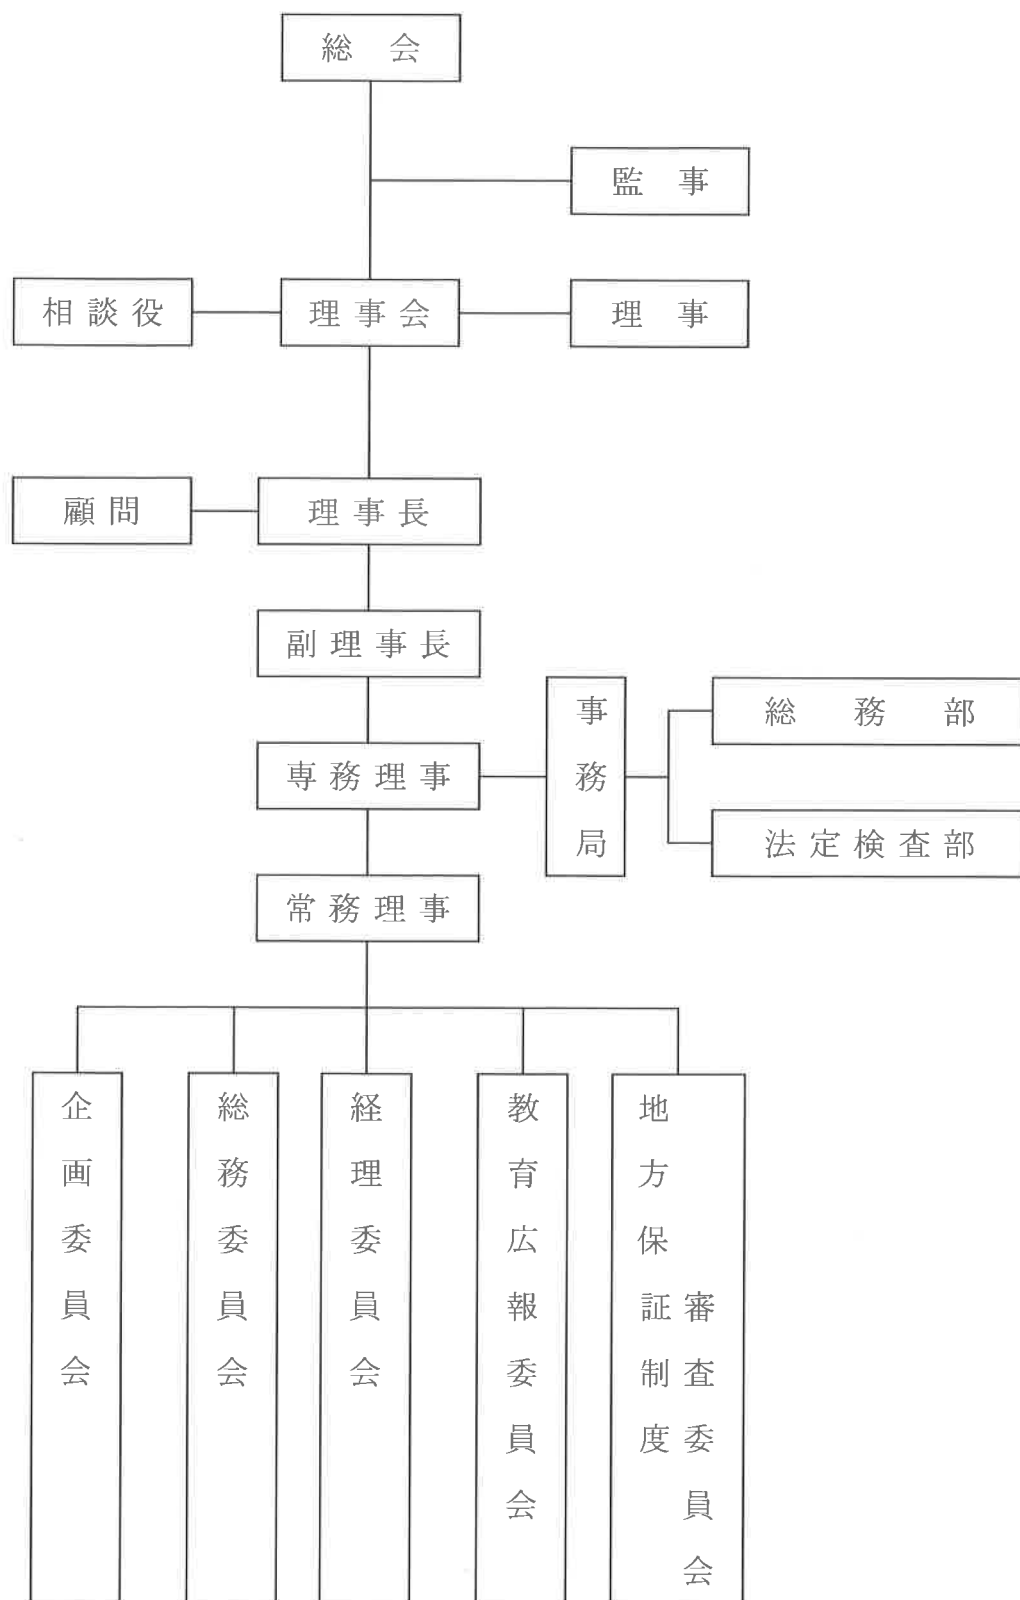 総会
監事
相談役
理事会
理事
顧問
理事長
副理事長
専務理事
事務局
総務部
法定検査部
常務理事
企画委員会
総務委員会
経理委員会
教育広報委員会
地方保証制度
審査委員会